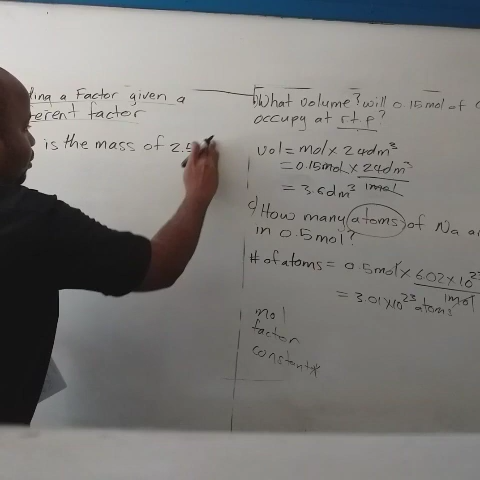 ding a Factor given a
erent factor
is the mass of 2.5
b) What volume? will 0.15mol of
occupy at r.t.p?
vol = mol x 24dm³
= 0.15mol x 24dm³
1mol
= 3.6dm³
c) How many atoms of Na a
in 0.5mol?
# of atoms = 0.5mol x 6.02x10²³
1mol
= 3.01x10²³ atoms
mol
factor
constant*